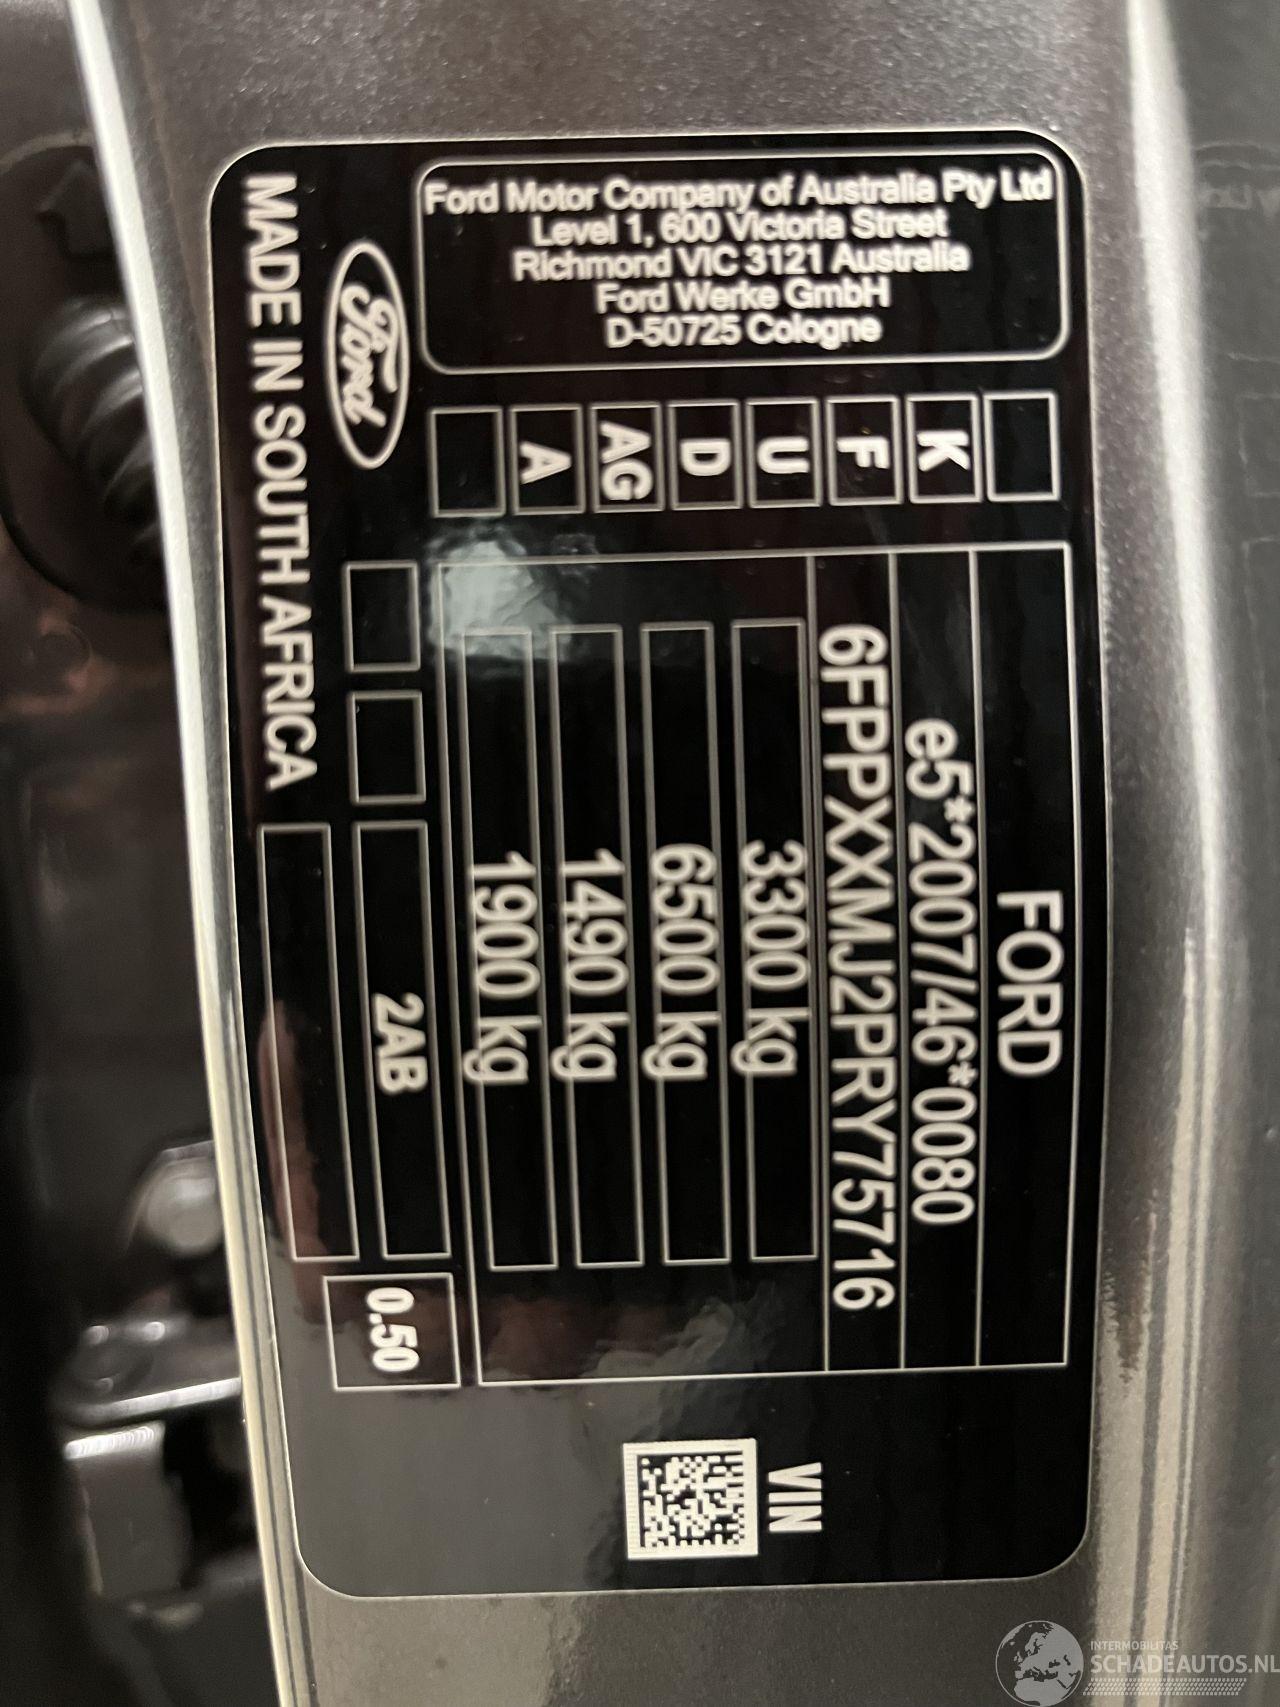 Ford Motor Company of Australia Pty Ltd
Level 1, 600 Victoria Street
Richmond VIC 3121 Australia
Ford Werke GmbH
D-50725 Cologne
K
F
U
D
AG
A
FORD
e5*2007/46*0080
6FPPXXMJ2PRY75716
3300 kg
6500 kg
1490 kg
1900 kg
2AB
0.50
Ford
MADE IN SOUTH AFRICA
VIN
INTERMOBILITAS
SCHADEAUTOS.NL